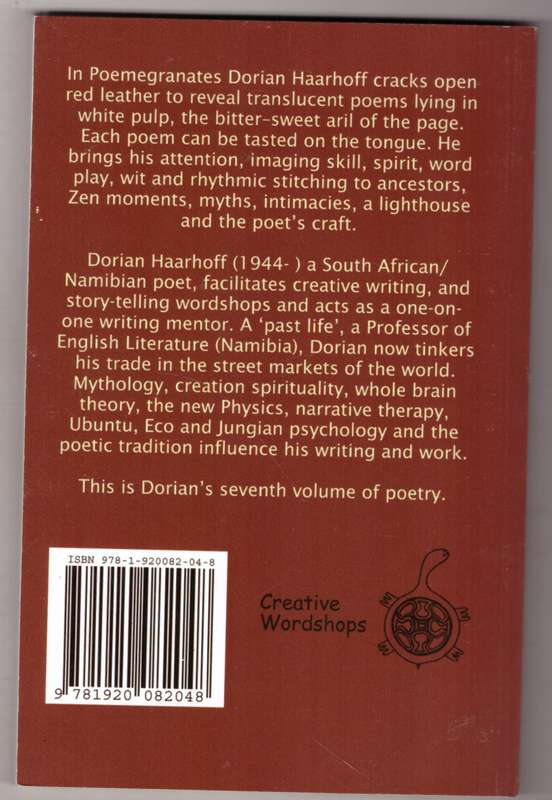 In Poemegranates Dorian Haarhoff cracks open
red leather to reveal translucent poems lying in
white pulp, the bitter-sweet aril of the page.
Each poem can be tasted on the tongue. He
brings his attention, imaging skill, spirit, word
play, wit and rhythmic stitching to ancestors,
Zen moments, myths, intimacies, a lighthouse
and the poet's craft.
Dorian Haarhoff (1944- ) a South African/
Namibian poet, facilitates creative writing, and
story-telling wordshops and acts as a one-on-
one writing mentor. A 'past life', a Professor of
English Literature (Namibia), Dorian now tinkers
his trade in the street markets of the world.
Mythology, creation spirituality, whole brain
theory, the new Physics, narrative therapy,
Ubuntu, Eco and Jungian psychology and the
poetic tradition influence his writing and work.
This is Dorian's seventh volume of poetry.
ISBN 978-1-920082-04-8
9 781920 082048
Creative
Wordshops